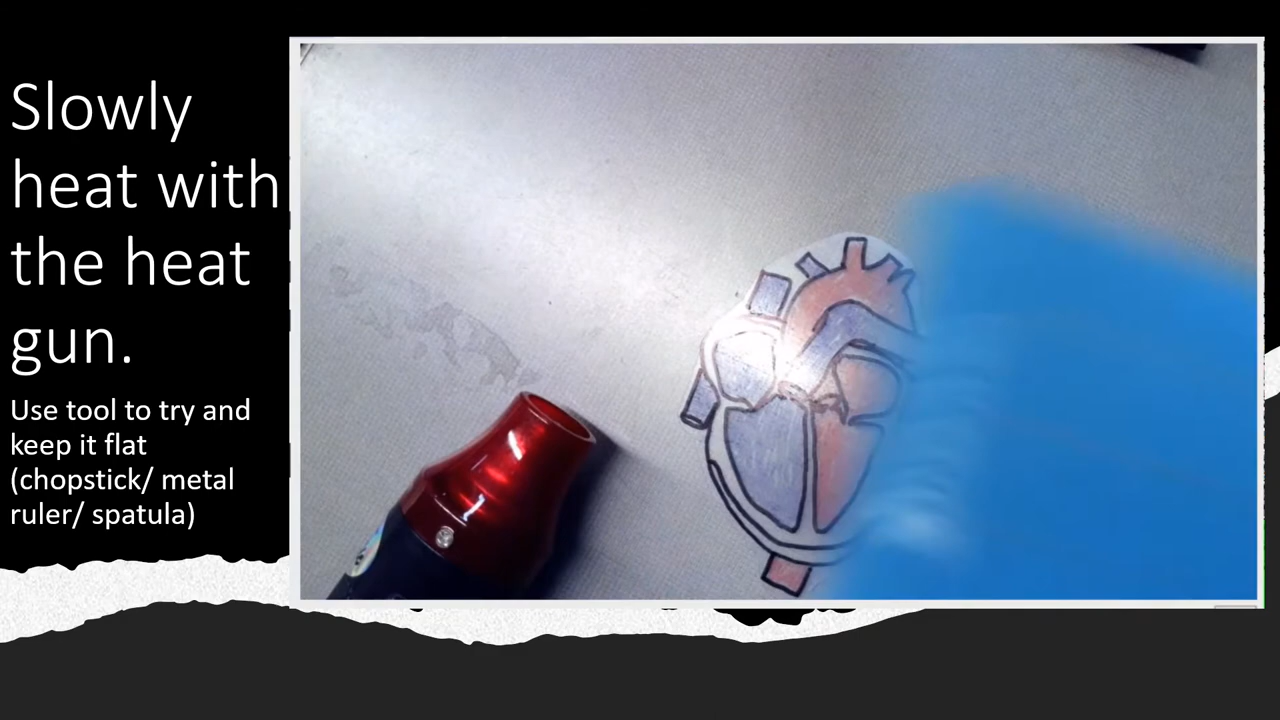 Slowly
heat with
the heat
gun.
Use tool to try and
keep it flat
(chopstick/ metal
ruler/ spatula)